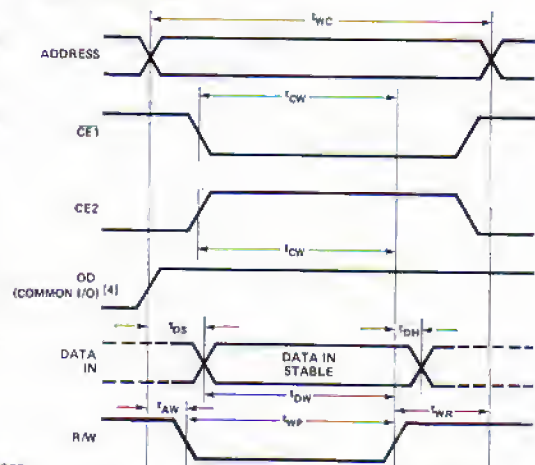 tWC
ADDRESS
tCW
CE1
CE2
tCW
OD
(COMMON I/O) [4]
tDS
tDH
DATA
IN
DATA IN
STABLE
tDW
tAW
tWP
tWR
R/W